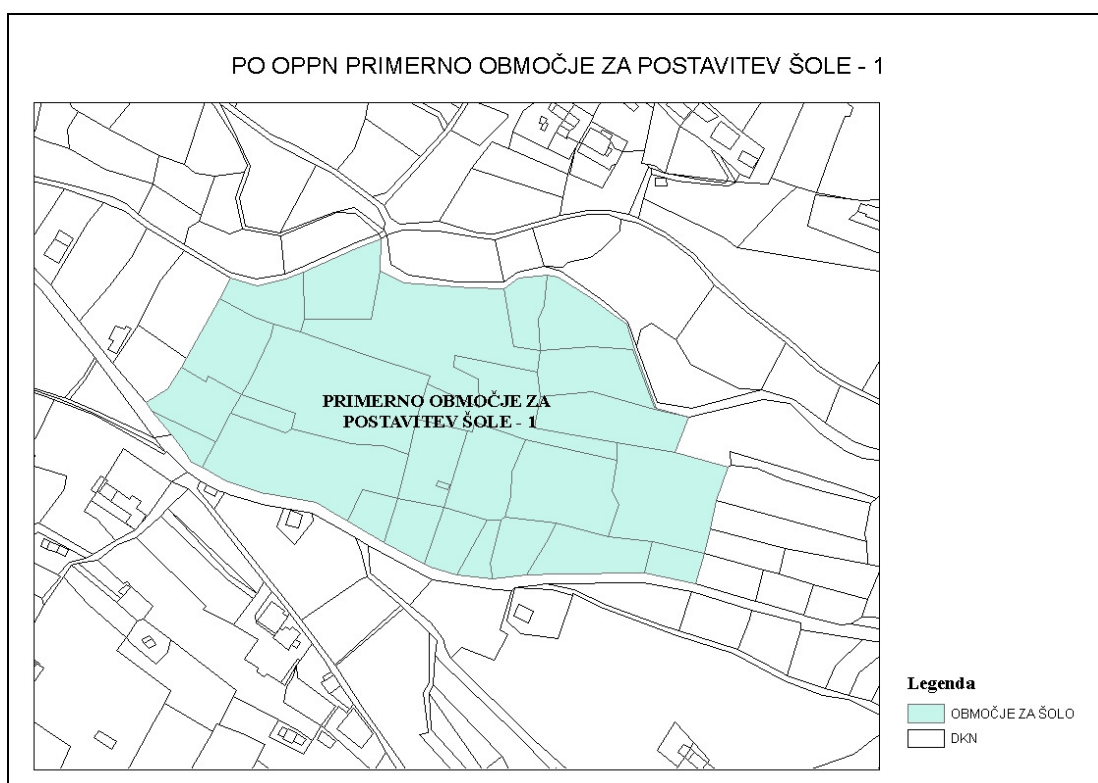 PO OPPN PRIMERNO OBMOČJE ZA POSTAVITEV ŠOLE - 1
PRIMERNO OBMOČJE ZA
POSTAVITEV ŠOLE - 1
Legenda
OBMOČJE ZA ŠOLO
DKN